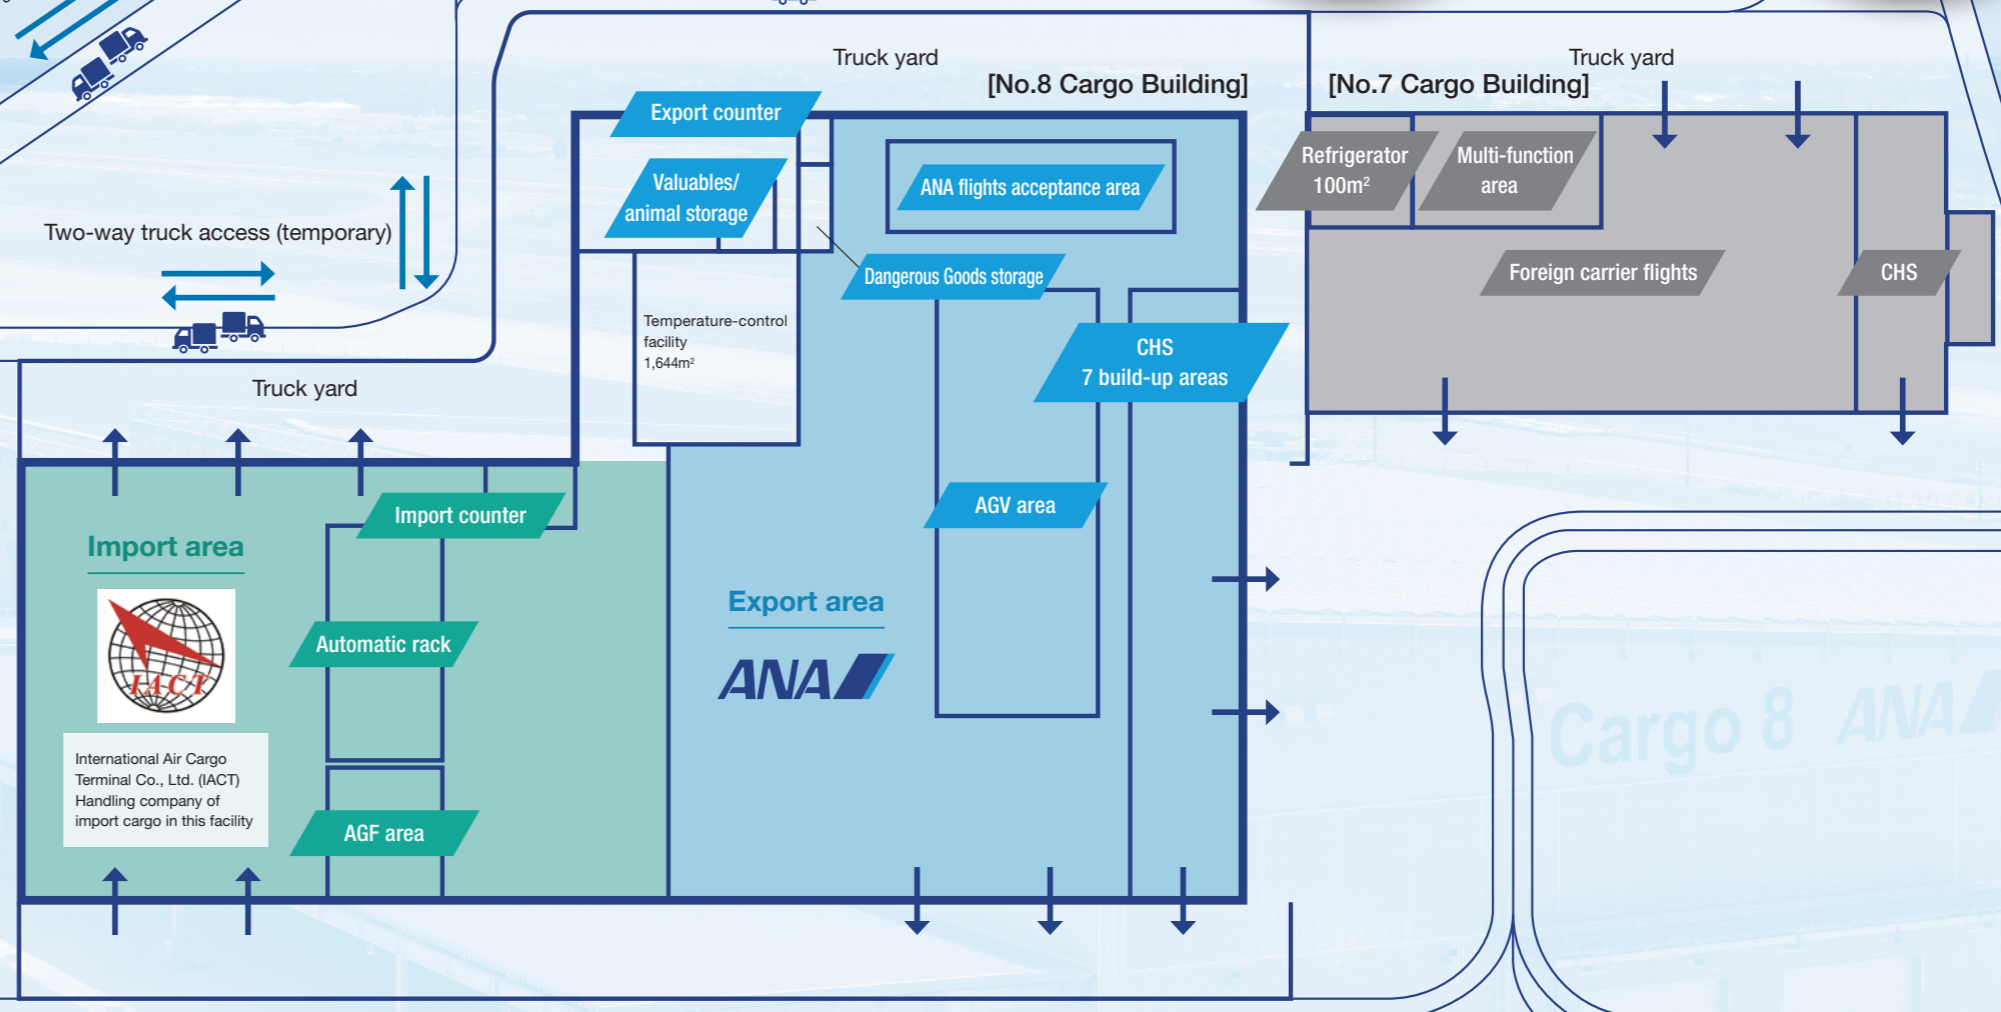 Truck yard
[No.8 Cargo Building]
Truck yard
[No.7 Cargo Building]
Export counter
Valuables/
animal storage
ANA flights acceptance area
Dangerous Goods storage
Refrigerator
100m²
Multi-function
area
Foreign carrier flights
CHS
Two-way truck access (temporary)
Temperature-control
facility
1,644m²
CHS
7 build-up areas
Truck yard
Import counter
AGV area
Import area
IACT
Automatic rack
Export area
ANA
International Air Cargo
Terminal Co., Ltd. (IACT)
Handling company of
import cargo in this facility
AGF area
Cargo 8 ANA